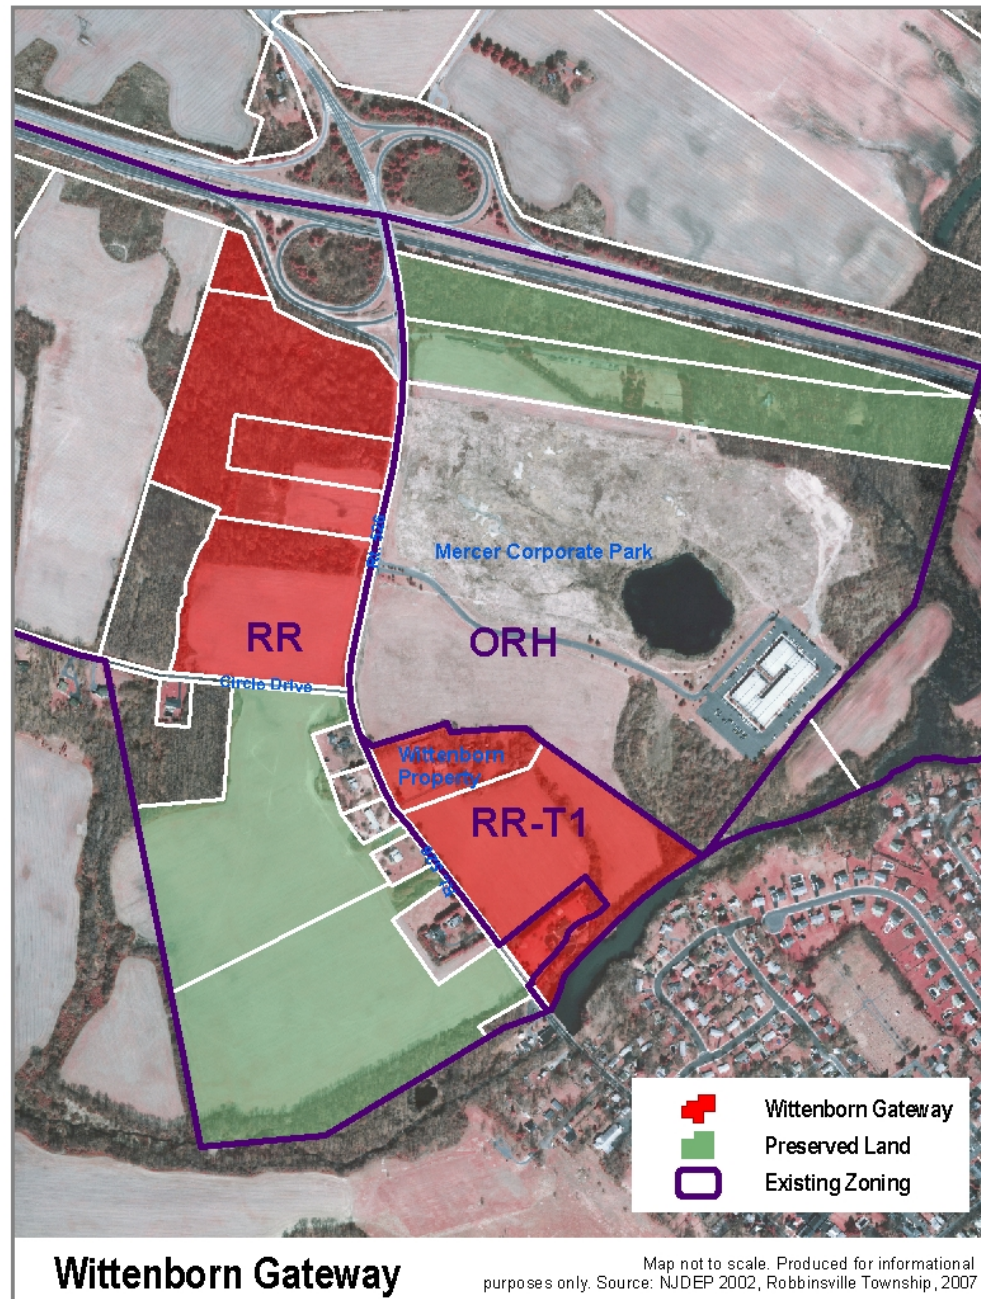 Mercer Corporate Park
RR
ORH
Circle Drive
Wittenborn
Property
RR-T1
Wittenborn Gateway
Preserved Land
Existing Zoning
Wittenborn Gateway
Map not to scale. Produced for informational
purposes only. Source: NJDEP 2002, Robbinsville Township, 2007